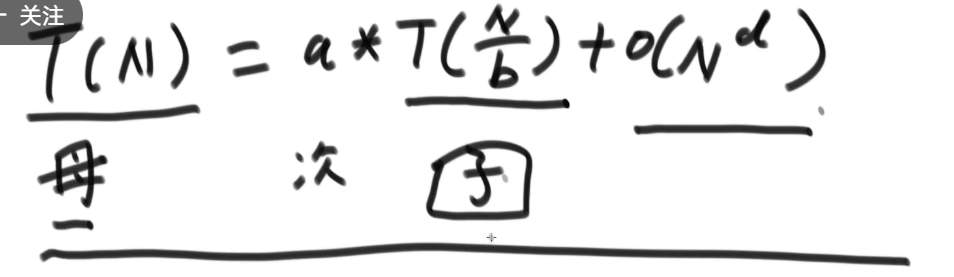 关注
T(N) = a * T(N/b) + O(N^d)
母 次 子